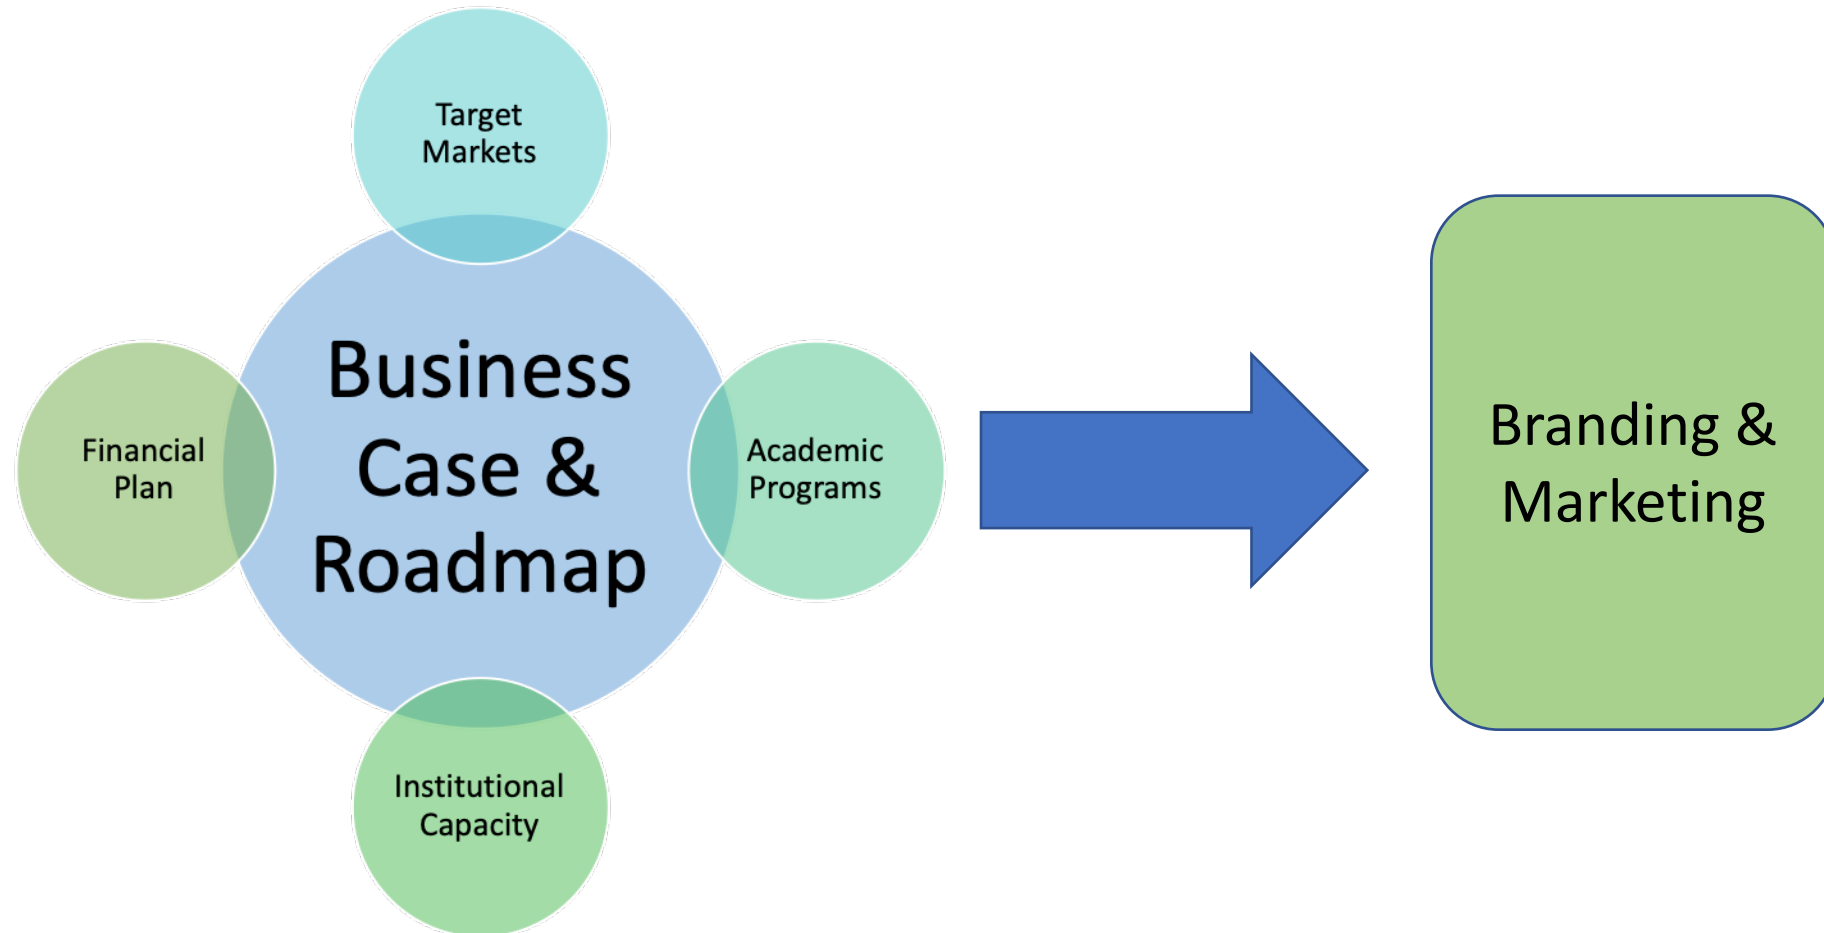 Target
Markets
Business
Case &
Roadmap
Financial
Plan
Academic
Programs
Institutional
Capacity
Branding &
Marketing